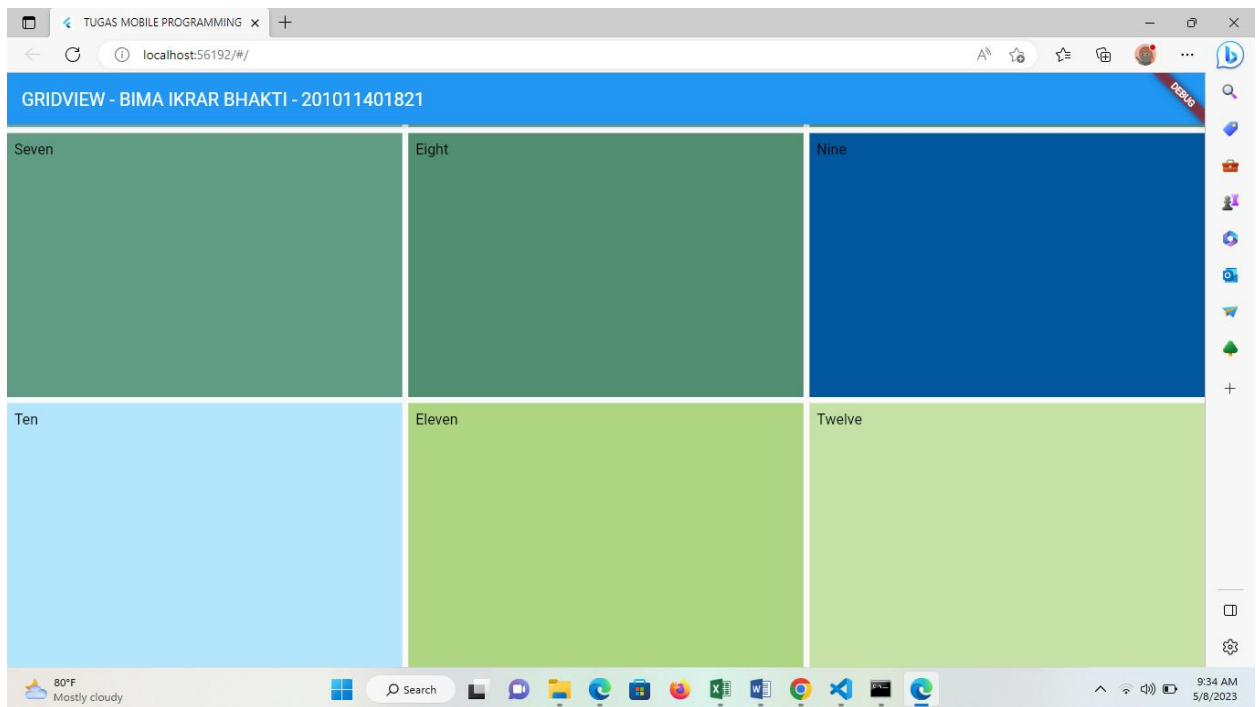 TUGAS MOBILE PROGRAMMING
localhost:56192/#/
GRIDVIEW - BIMA IKRAR BHAKTI - 201011401821
DEBUG
Seven
Eight
Nine
Ten
Eleven
Twelve
80°F
Mostly cloudy
Search
9:34 AM
5/8/2023